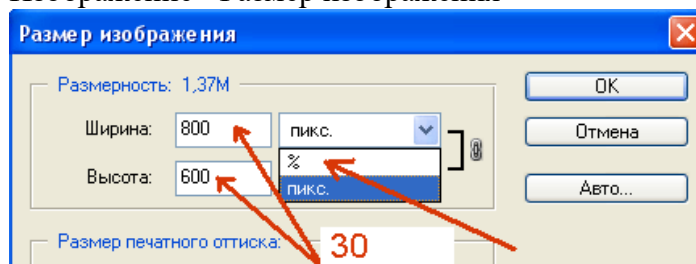 Размер изображения
Размерность: 1,37M
OK
Ширина: 800 пикс.
Отмена
%
Высота: 600 пикс.
Авто...
Размер печатного оттиска:
30